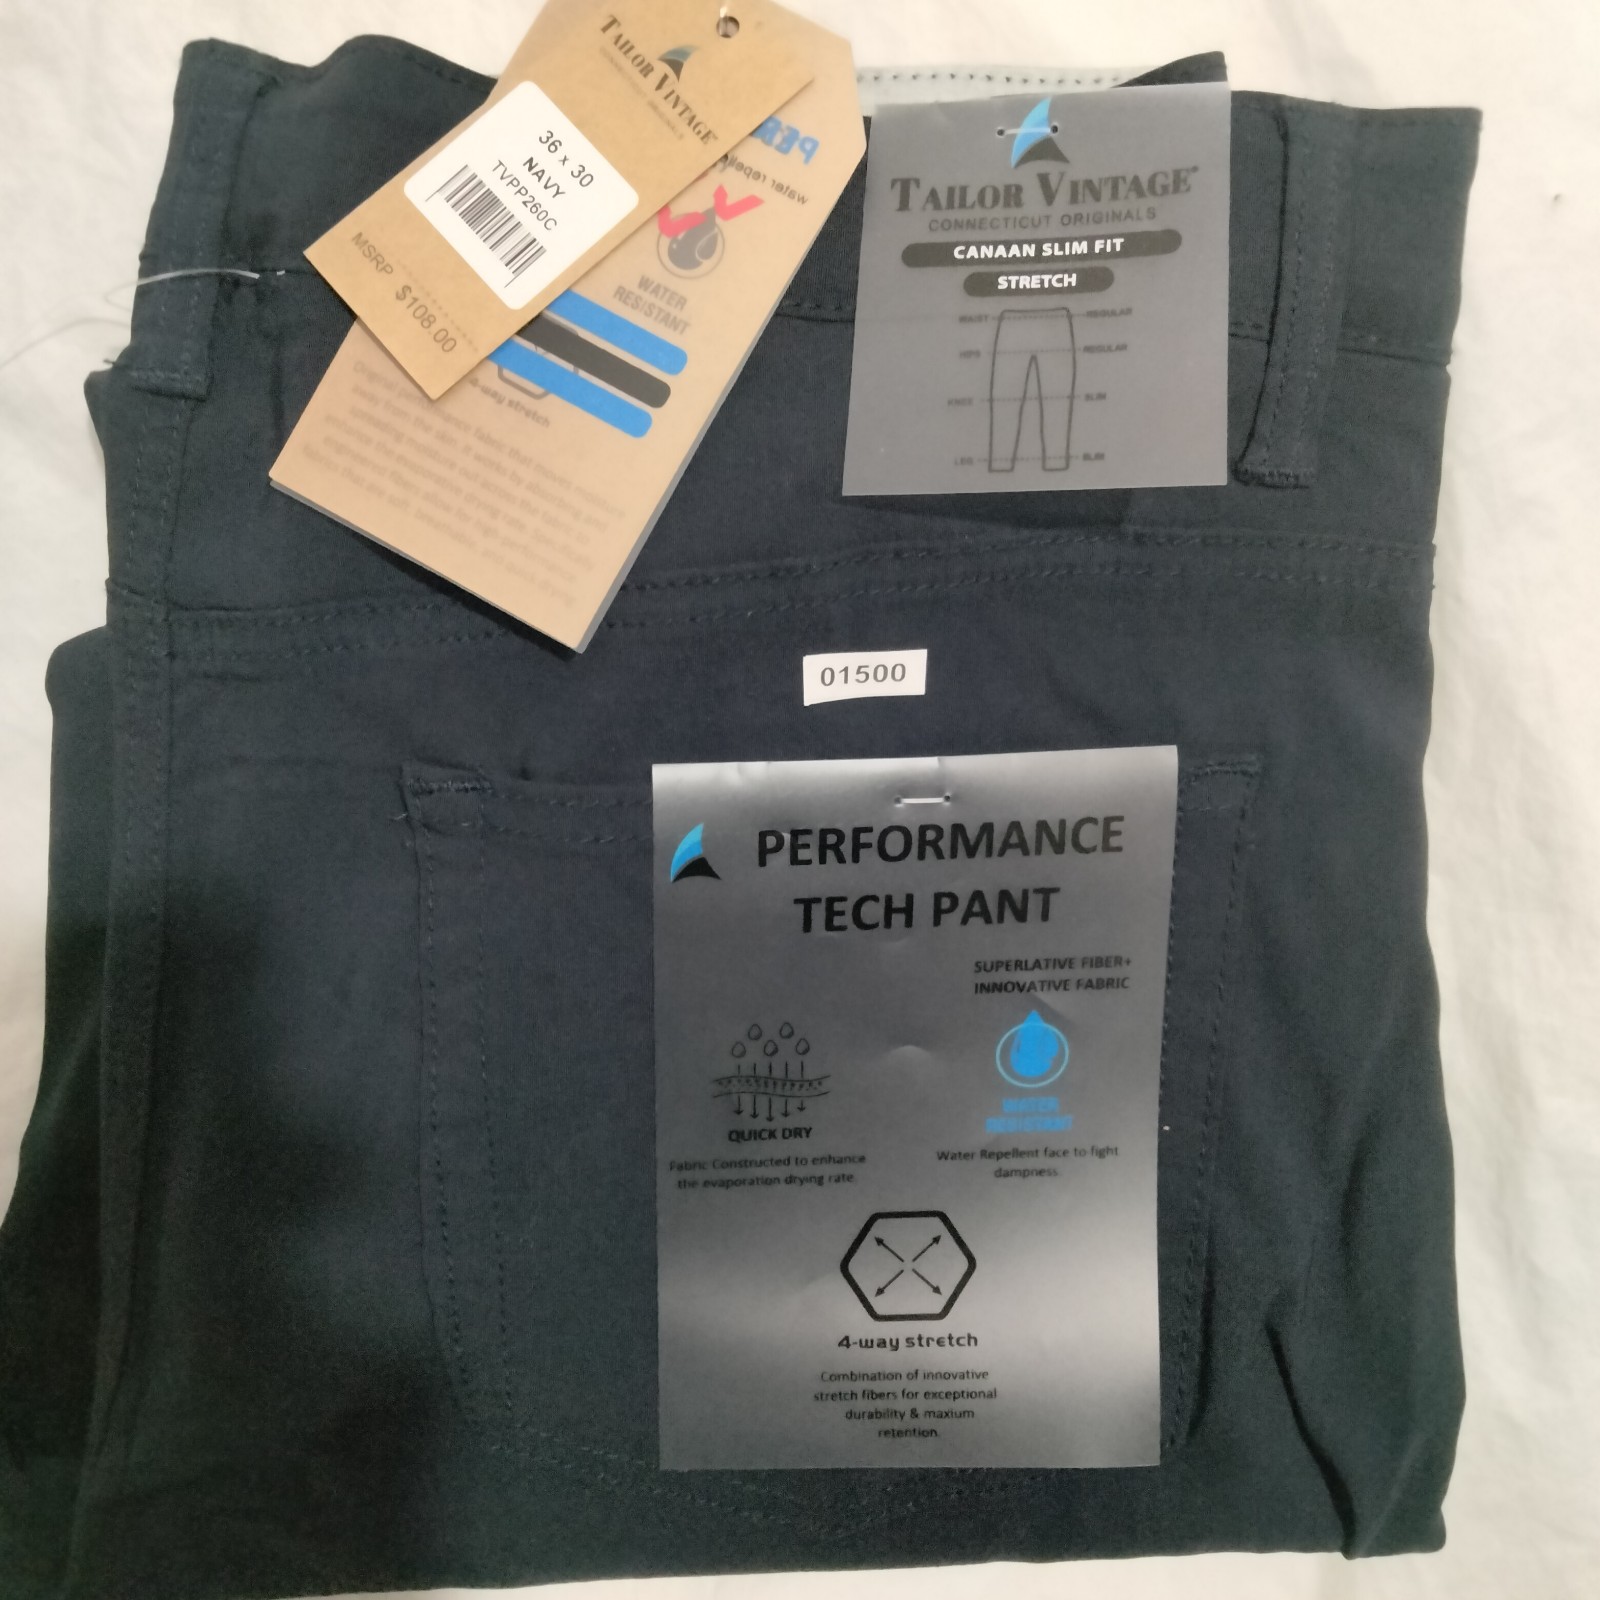 TAILOR VINTAGE
36 x 30
NAVY
TVPP260C
MSRP $108.00
water repelle
WATER
RESISTANT
4-way stretch
TAILOR VINTAGE®
CONNECTICUT ORIGINALS
CANAAN SLIM FIT
STRETCH
WAIST REGULAR
HIPS REGULAR
KNEE SLIM
LEG SLIM
01500
PERFORMANCE
TECH PANT
SUPERLATIVE FIBER+
INNOVATIVE FABRIC
QUICK DRY
Fabric Constructed to enhance
the evaporation drying rate
WATER
RESISTANT
Water Repellent face to fight
dampness
4-way stretch
Combination of innovative
stretch fibers for exceptional
durability & maxium
retention